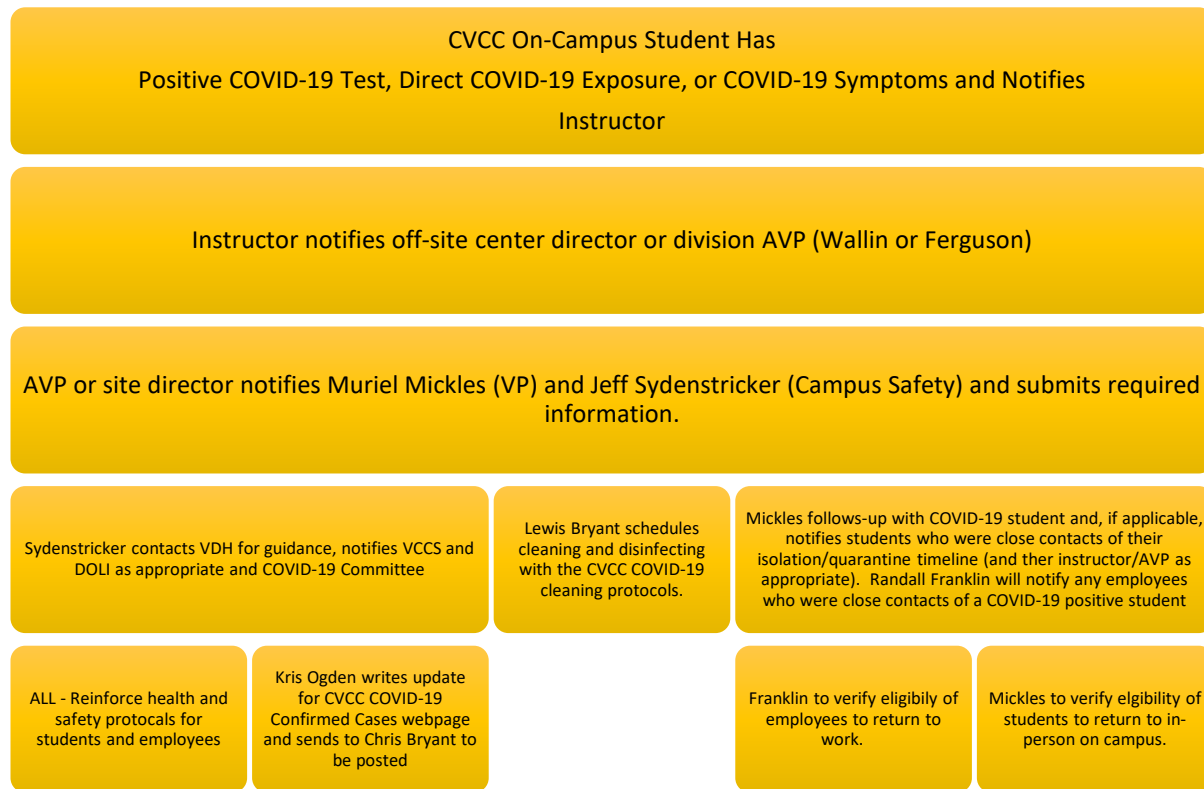 CVCC On-Campus Student Has
Positive COVID-19 Test, Direct COVID-19 Exposure, or COVID-19 Symptoms and Notifies
Instructor
Instructor notifies off-site center director or division AVP (Wallin or Ferguson)
AVP or site director notifies Muriel Mickles (VP) and Jeff Sydenstricker (Campus Safety) and submits required
information.
Sydenstricker contacts VDH for guidance, notifies VCCS and
DOLI as appropriate and COVID-19 Committee
Lewis Bryant schedules
cleaning and disinfecting
with the CVCC COVID-19
cleaning protocols.
Mickles follows-up with COVID-19 student and, if applicable,
notifies students who were close contacts of their
isolation/quarantine timeline (and ther instructor/AVP as
appropriate).  Randall Franklin will notify any employees
who were close contacts of a COVID-19 positive student
ALL - Reinforce health and
safety protocals for
students and employees
Kris Ogden writes update
for CVCC COVID-19
Confirmed Cases webpage
and sends to Chris Bryant to
be posted
Franklin to verify eligibily of
employees to return to
work.
Mickles to verify elgibility of
students to return to in-
person on campus.